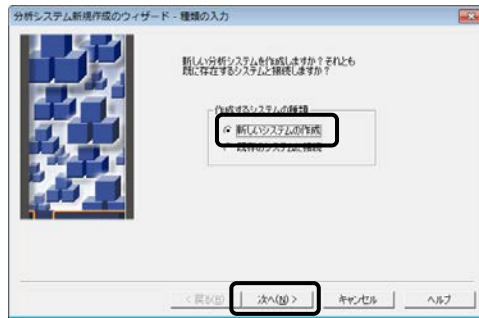 分析システム新規作成のウィザード - 種類の入力
新しい分析システムを作成しますか？それとも
既に存在するシステムと接続しますか？
作成するシステムの種類
新しいシステムの作成
既存のシステムに接続
< 戻る(B)
次へ(N) >
キャンセル
ヘルプ